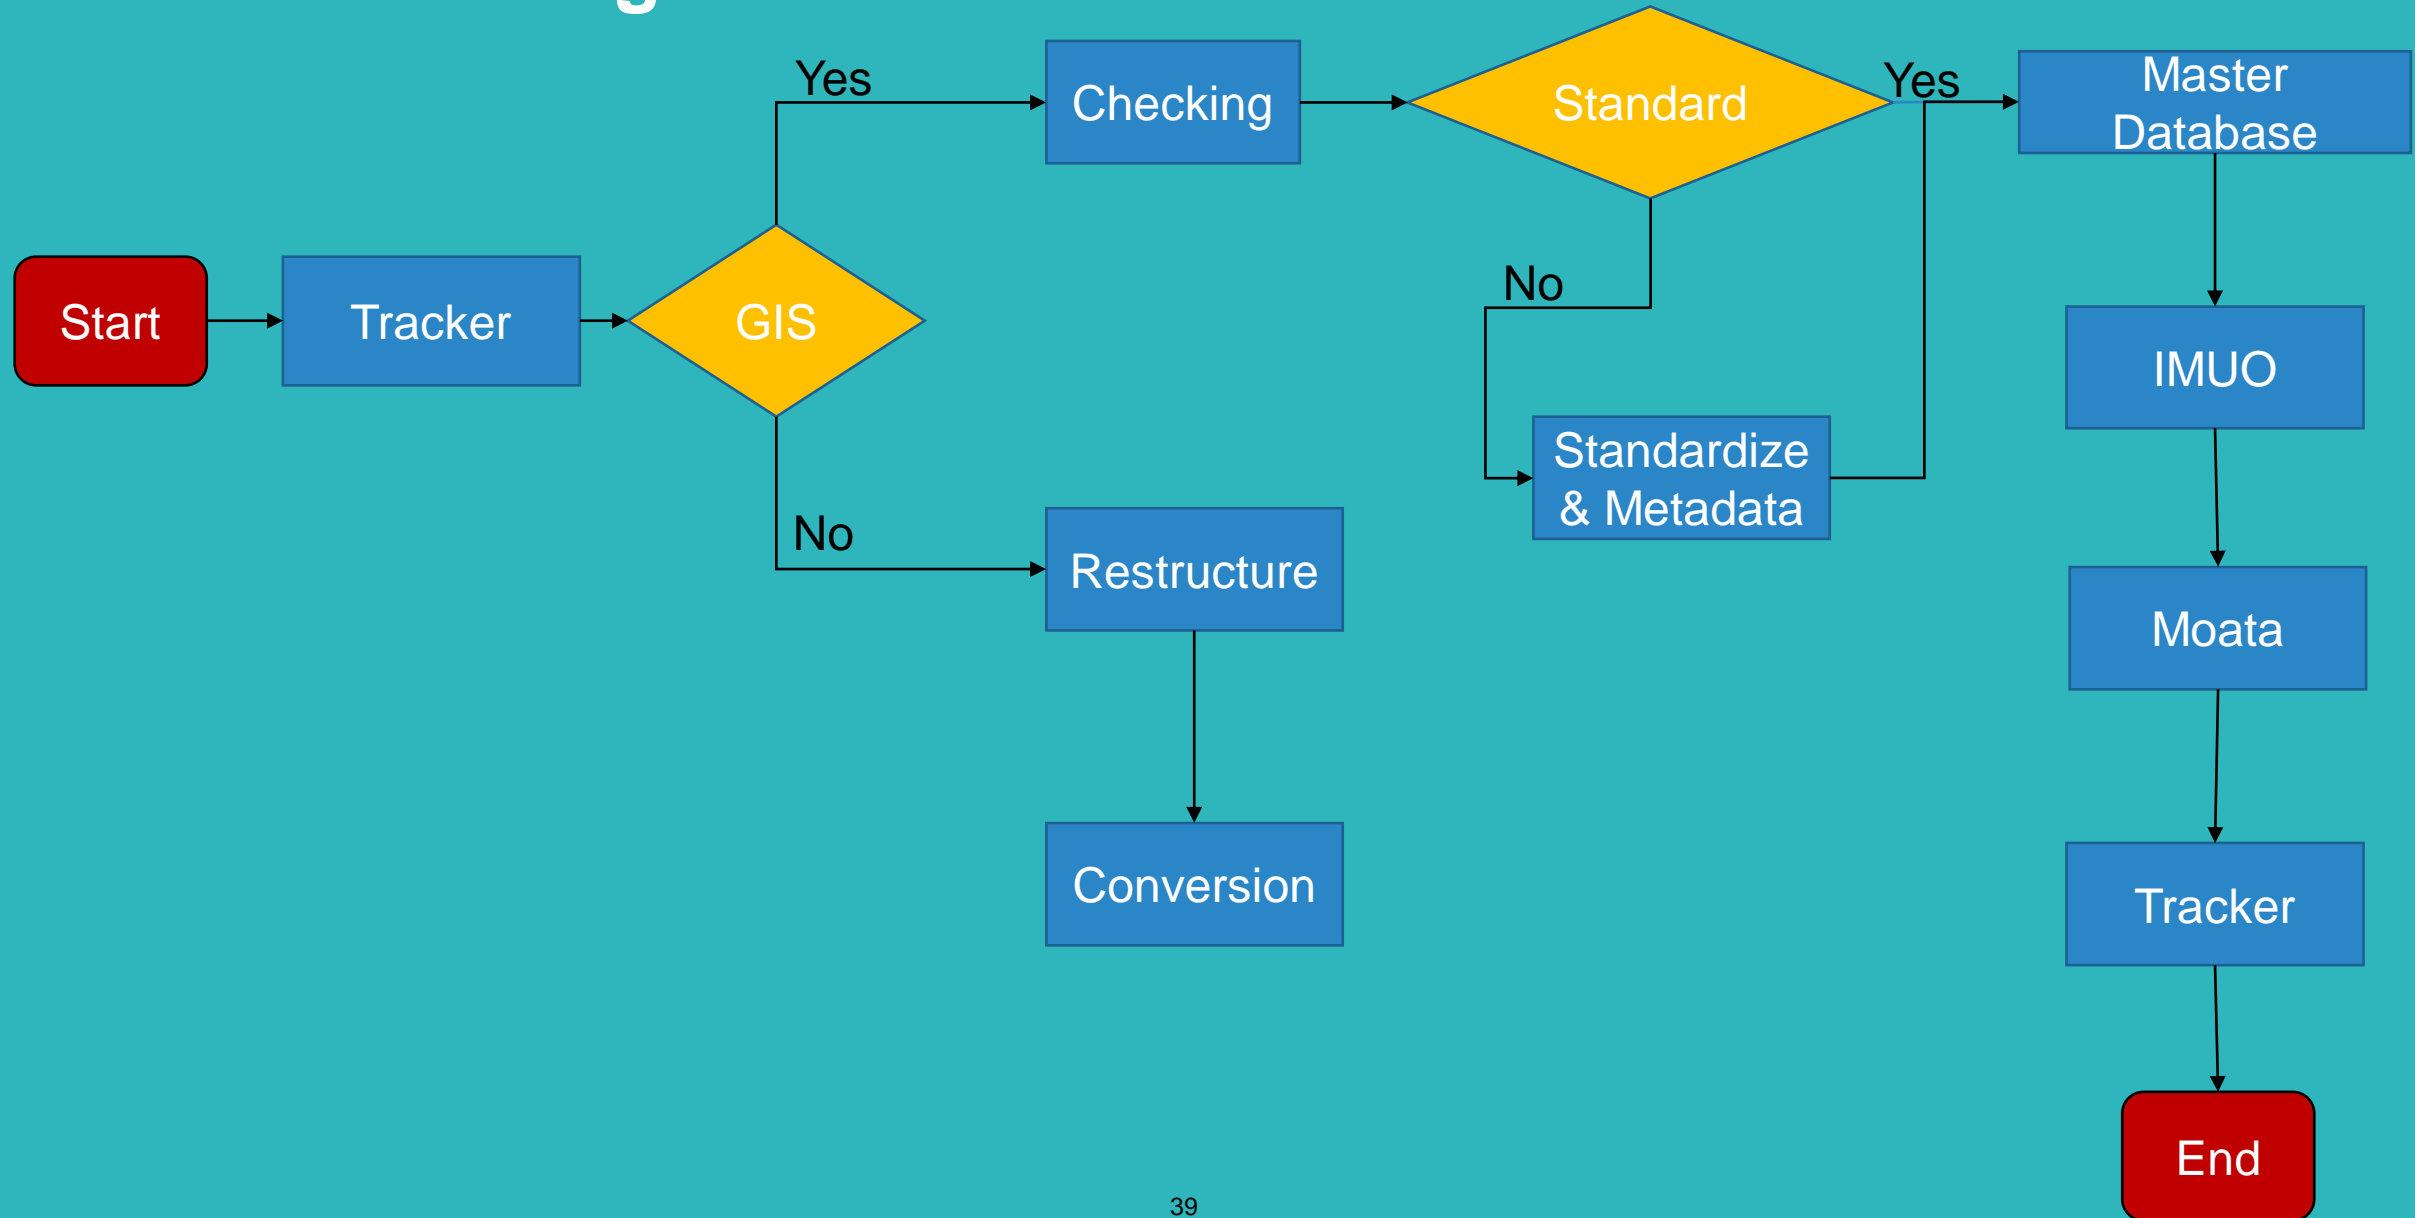 Yes
Checking
Standard
Yes
Master
Database
Start
Tracker
GIS
No
IMUO
Standardize
& Metadata
No
Restructure
Moata
Conversion
Tracker
End
39